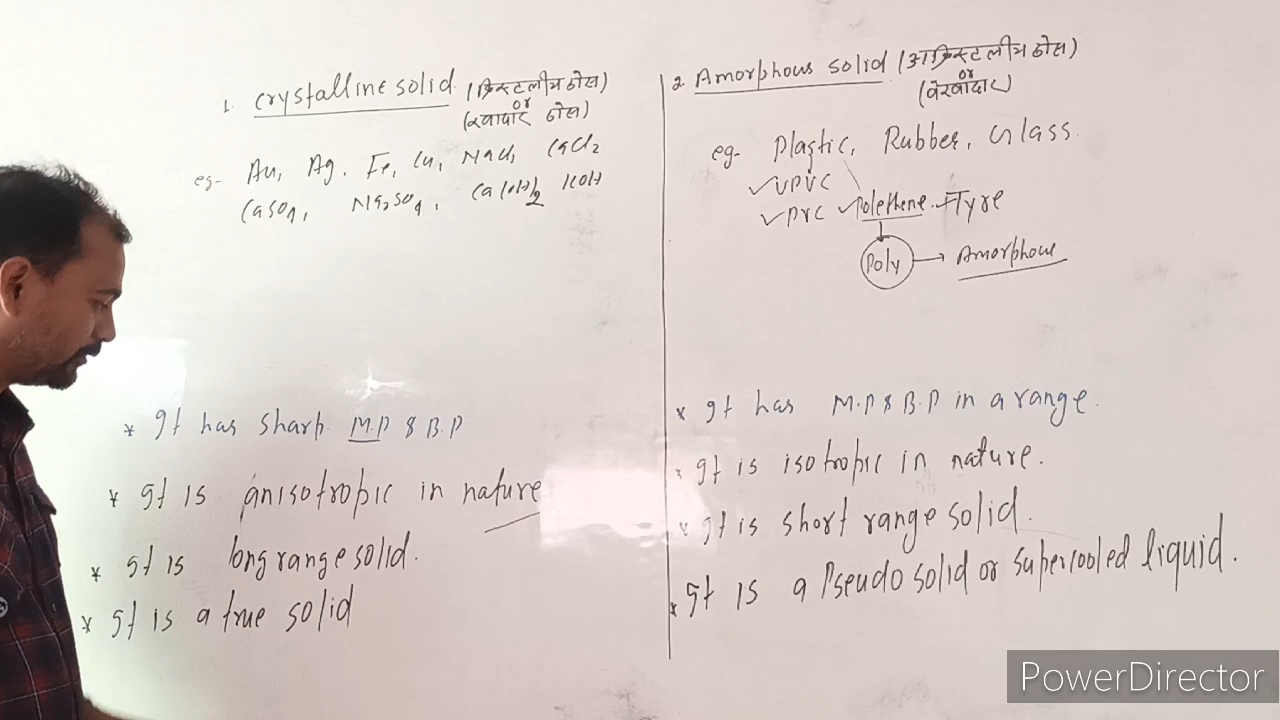 1. Crystalline solid (क्रिस्टलीय ठोस)
or
(रवादार ठोस)
eg- Au, Ag, Fe, Cu, NaCl, CaCl2
CaSO4, Na2SO4, Ca(OH)2 KOH
* It has sharp M.P & B.P
* It is anisotropic in nature
* It is long range solid.
* It is a true solid
2. Amorphous solid (अक्रिस्टलीय ठोस)
or
(बेरवादार)
eg- Plastic, Rubber, Glass.
✓UPVC
✓PVC ✓Polethene. Tyre
Poly → Amorphous
* It has M.P & B.P in a range.
* It is isotropic in nature.
* It is short range solid.
* It is a Pseudo solid or supercooled liquid.
PowerDirector